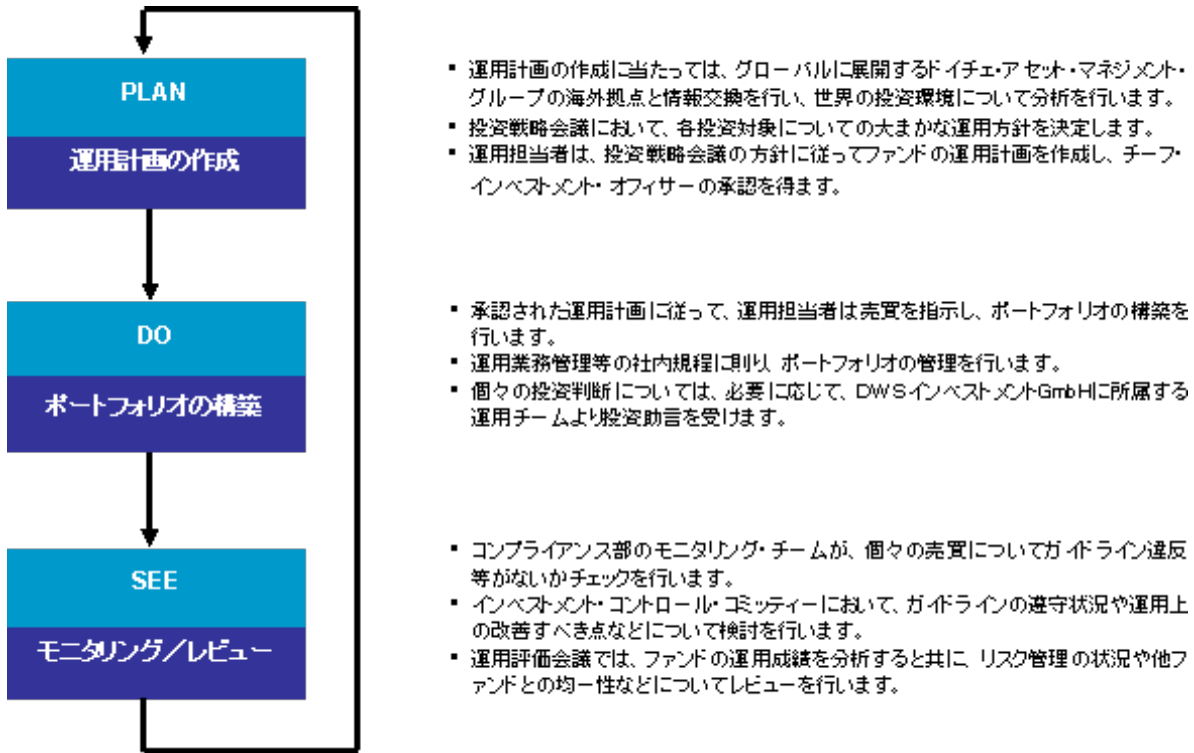 PLAN
運用計画の作成
▪ 運用計画の作成に当たっては、グローバルに展開するドイチェ・アセット・マネジメント・
グループの海外拠点と情報交換を行い、世界の投資環境について分析を行います。
▪ 投資戦略会議において、各投資対象についての大まかな運用方針を決定します。
▪ 運用担当者は、投資戦略会議の方針に従ってファンドの運用計画を作成し、チーフ・
インベストメント・オフィサーの承認を得ます。
DO
ポートフォリオの構築
▪ 承認された運用計画に従って、運用担当者は売買を指示し、ポートフォリオの構築を
行います。
▪ 運用業務管理等の社内規程に則り、ポートフォリオの管理を行います。
▪ 個々の投資判断については、必要に応じて、DWSインベストメントGmbHに所属する
運用チームより投資助言を受けます。
SEE
モニタリング／レビュー
▪ コンプライアンス部のモニタリング・チームが、個々の売買についてガイドライン違反
等がないかチェックを行います。
▪ インベストメント・コントロール・コミッティーにおいて、ガイドラインの遵守状況や運用上
の改善すべき点などについて検討を行います。
▪ 運用評価会議では、ファンドの運用成績を分析すると共に、リスク管理の状況や他フ
ァンドとの均一性などについてレビューを行います。